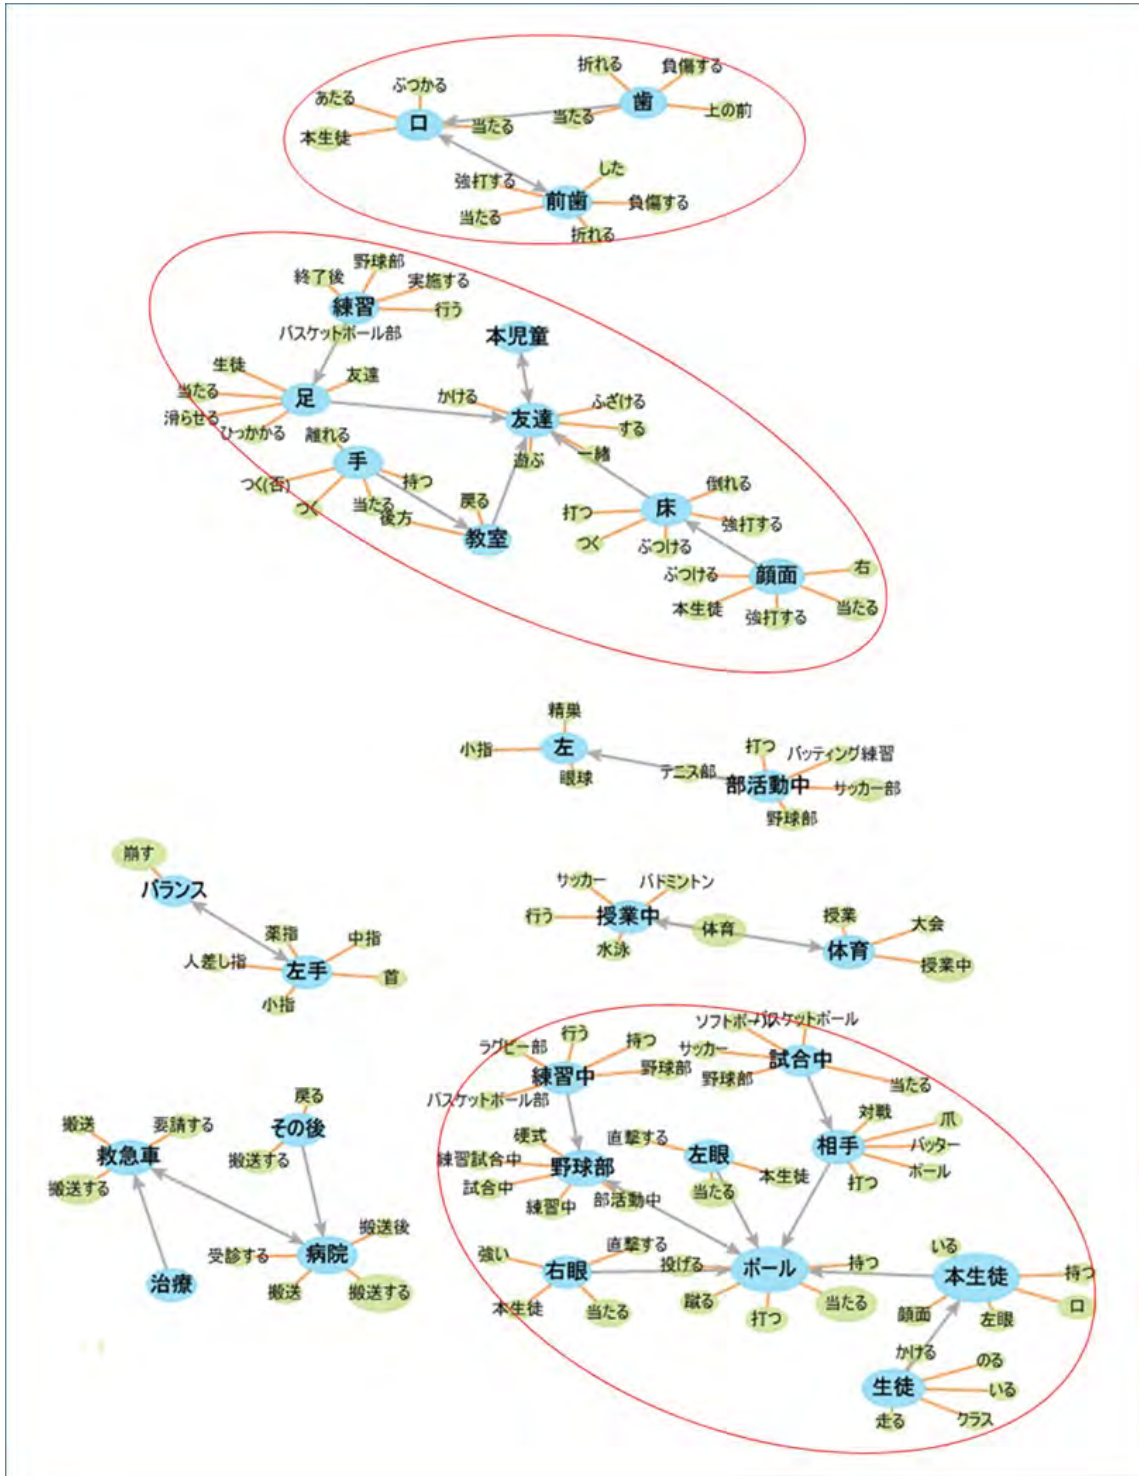 折れる
負傷する
ぶつかる
あたる
歯
口
上の前
当たる
当たる
本生徒
した
強打する
前歯
負傷する
当たる
折れる
野球部
終了後
実施する
練習
行う
バスケットボール部
本児童
生徒
友達
当たる
足
かける
ふざける
滑らせる
友達
する
ひっかかる
離れる
遊ぶ
一緒
手
持つ
つく(否)
倒れる
戻る
つく
当たる
後方
床
打つ
強打する
教室
つく
ぶつける
ぶつける
顔面
右
本生徒
強打する
当たる
精巣
小指
左
打つ
バッティング練習
眼球
テニス部
部活動中
サッカー部
野球部
崩す
バランス
サッカー
バドミントン
行う
授業中
体育
授業
大会
水泳
体育
授業中
薬指
中指
人差し指
左手
首
小指
ソフトボール
バスケットボール
行う
ラグビー部
持つ
サッカー
試合中
練習中
野球部
野球部
当たる
バスケットボール部
戻る
対戦
爪
搬送
要請する
その後
硬式
直撃する
左眼
相手
バッター
救急車
搬送する
練習試合中
野球部
ボール
搬送する
試合中
本生徒
打つ
練習中
部活動中
当たる
搬送後
受診する
病院
強い
直撃する
投げる
ボール
持つ
いる
治療
搬送
搬送する
右眼
本生徒
持つ
本生徒
当たる
蹴る
打つ
当たる
顔面
左眼
口
かける
のる
生徒
いる
走る
クラス